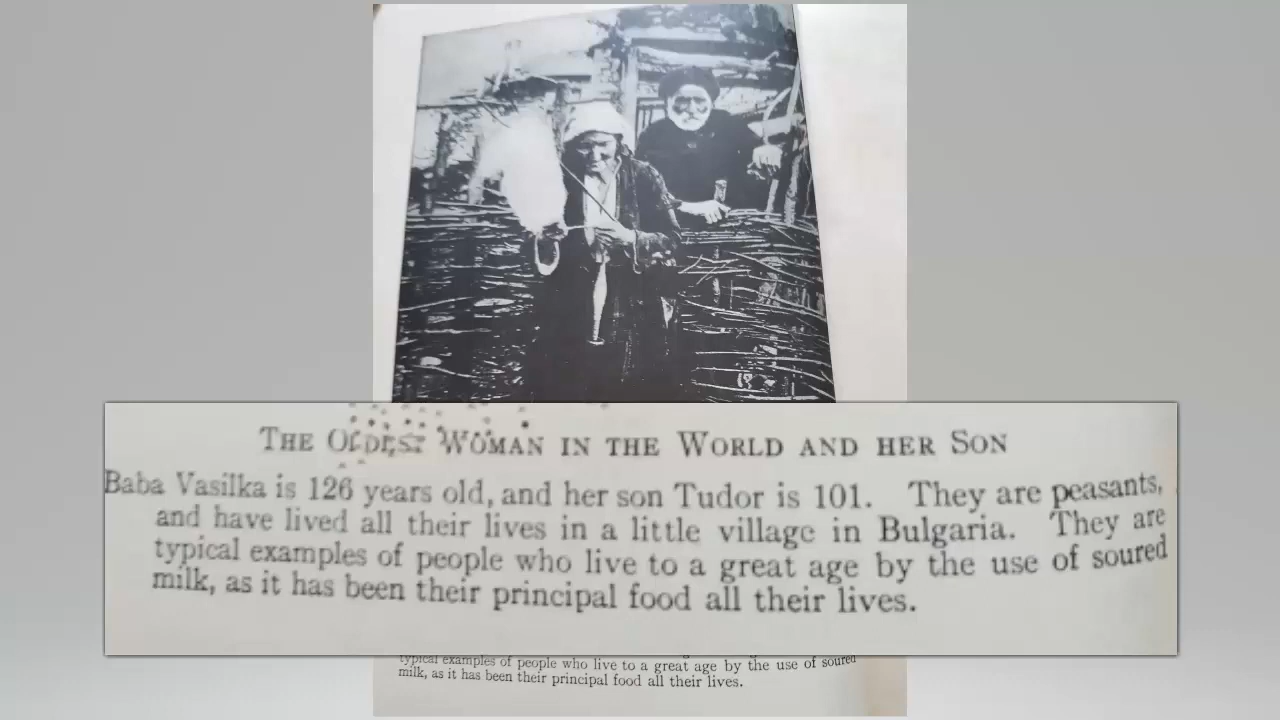 THE OLDEST WOMAN IN THE WORLD AND HER SON
Baba Vasilka is 126 years old, and her son Tudor is 101. They are peasants,
and have lived all their lives in a little village in Bulgaria. They are
typical examples of people who live to a great age by the use of soured
milk, as it has been their principal food all their lives.
typical examples of people who live to a great age by the use of soured
milk, as it has been their principal food all their lives.